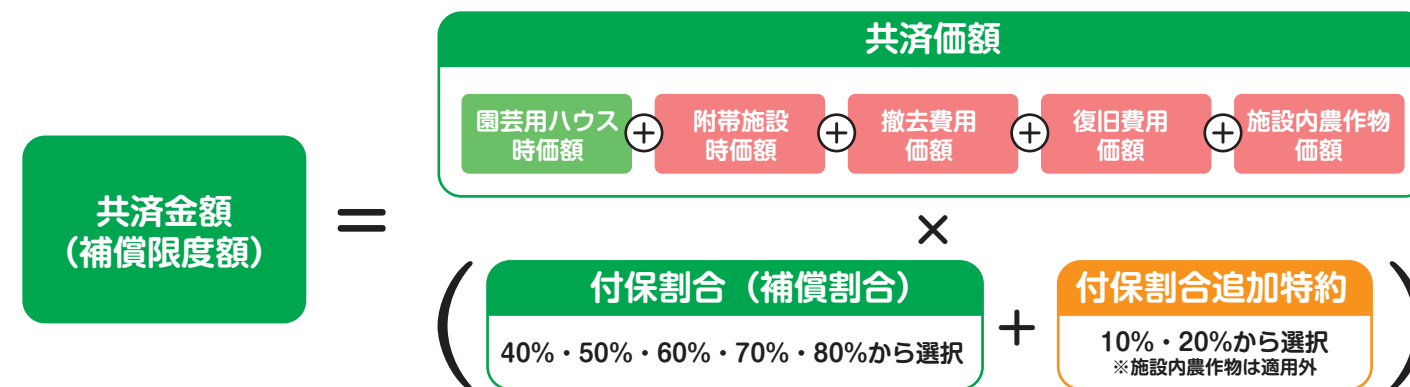 共済価額
園芸用ハウス
時価額
+
附帯施設
時価額
+
撤去費用
価額
+
復旧費用
価額
+
施設内農作物
価額
共済金額
(補償限度額)
=
×
(
付保割合(補償割合)
40%・50%・60%・70%・80%から選択
+
付保割合追加特約
10%・20%から選択
※施設内農作物は適用外
)